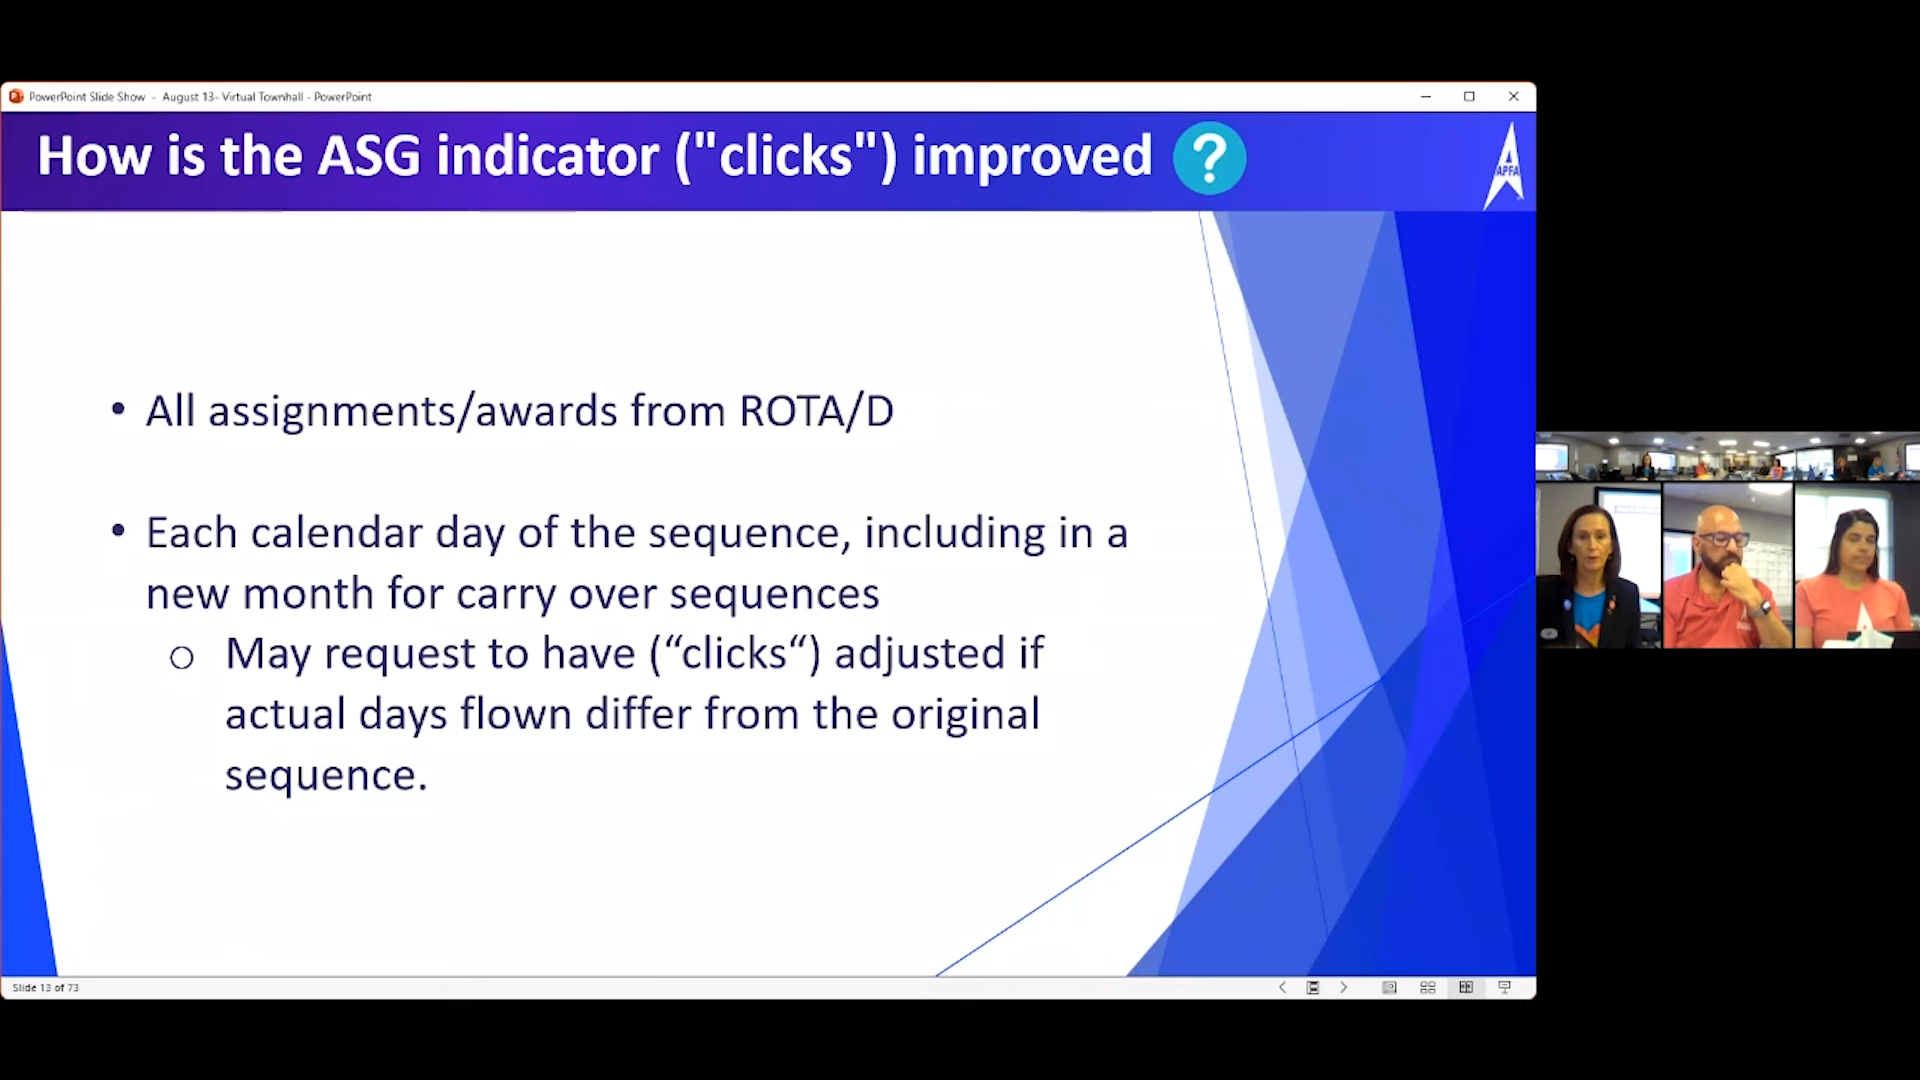 PowerPoint Slide Show - August 13- Virtual Townhall - PowerPoint
How is the ASG indicator ("clicks") improved ?
APFA
• All assignments/awards from ROTA/D
• Each calendar day of the sequence, including in a
new month for carry over sequences
o May request to have (“clicks“) adjusted if
actual days flown differ from the original
sequence.
Slide 13 of 73